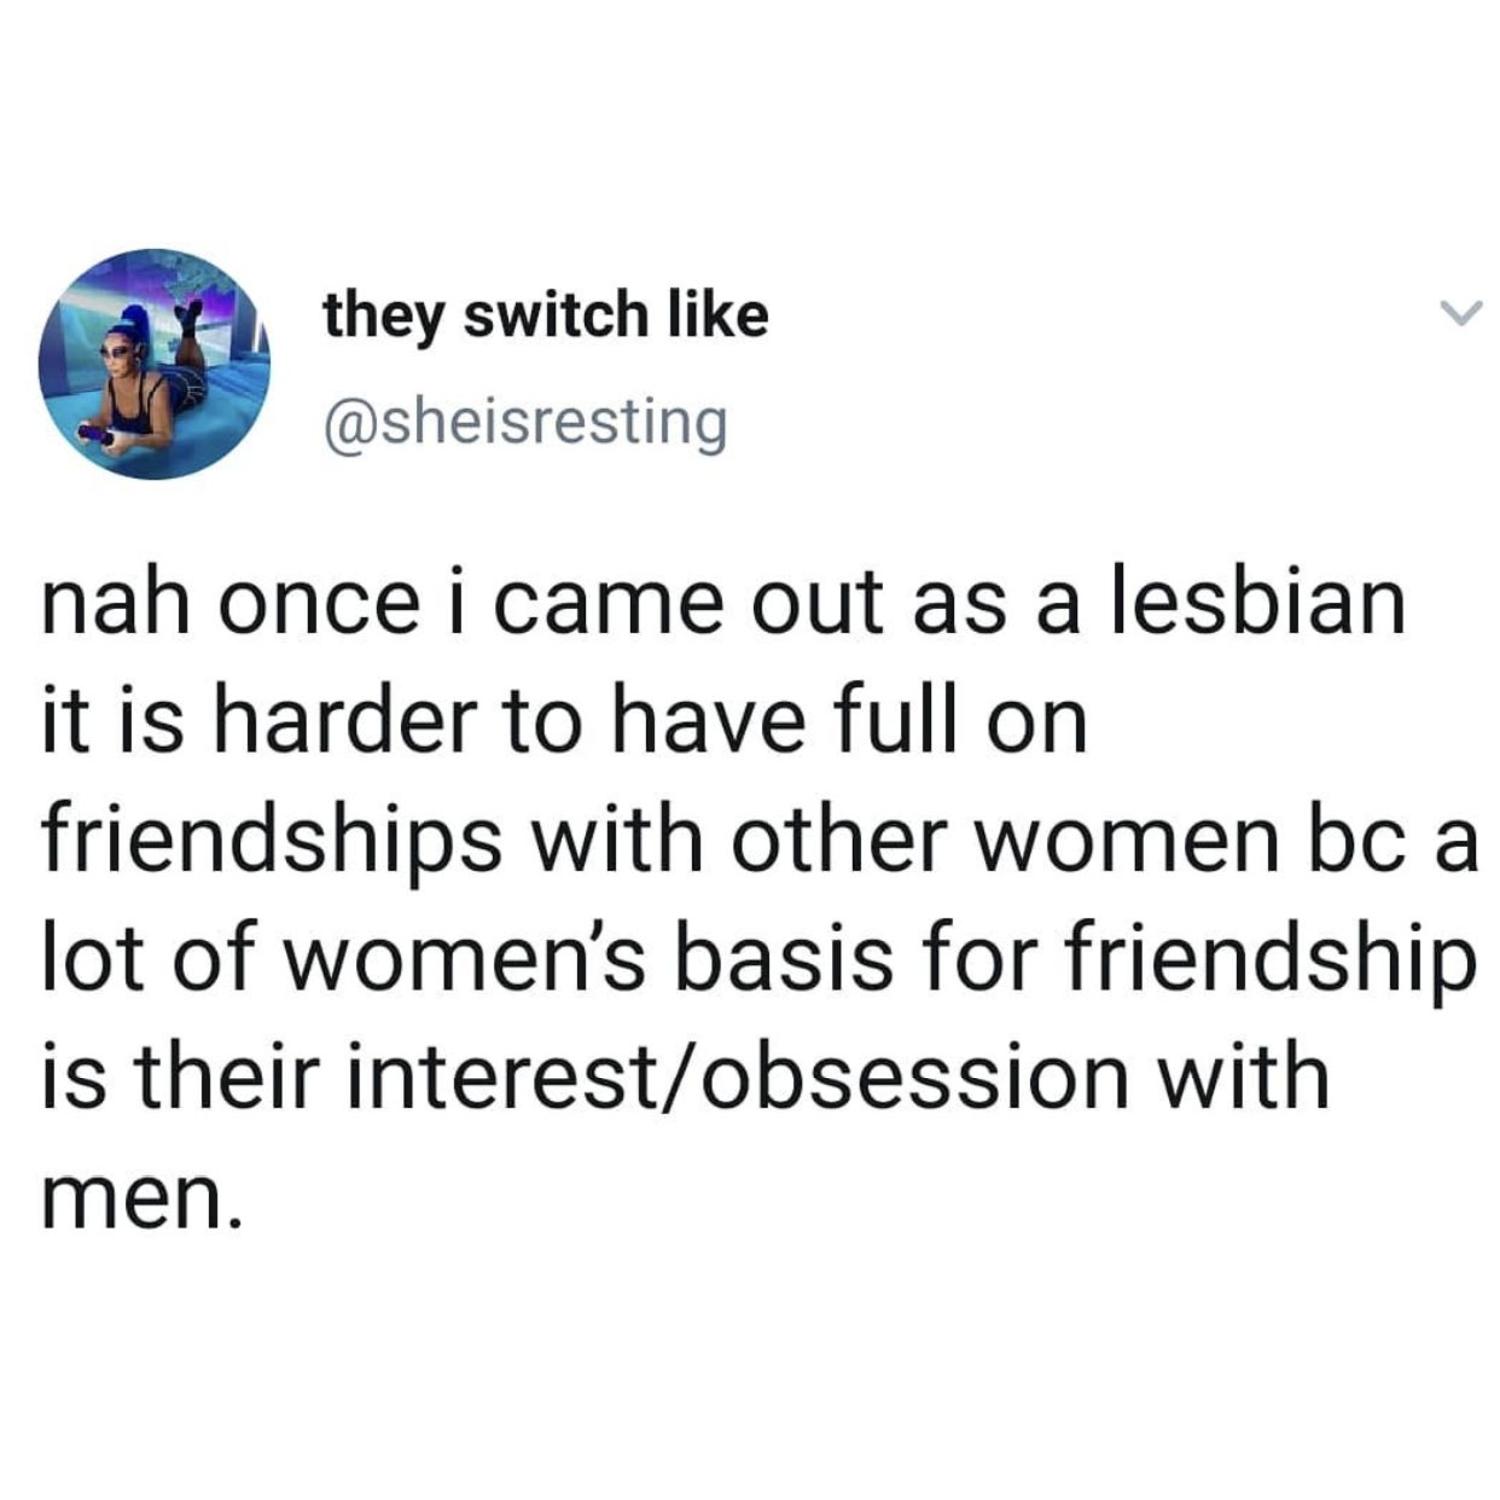 they switch like
@sheisresting
nah once i came out as a lesbian
it is harder to have full on
friendships with other women bc a
lot of women’s basis for friendship
is their interest/obsession with
men.